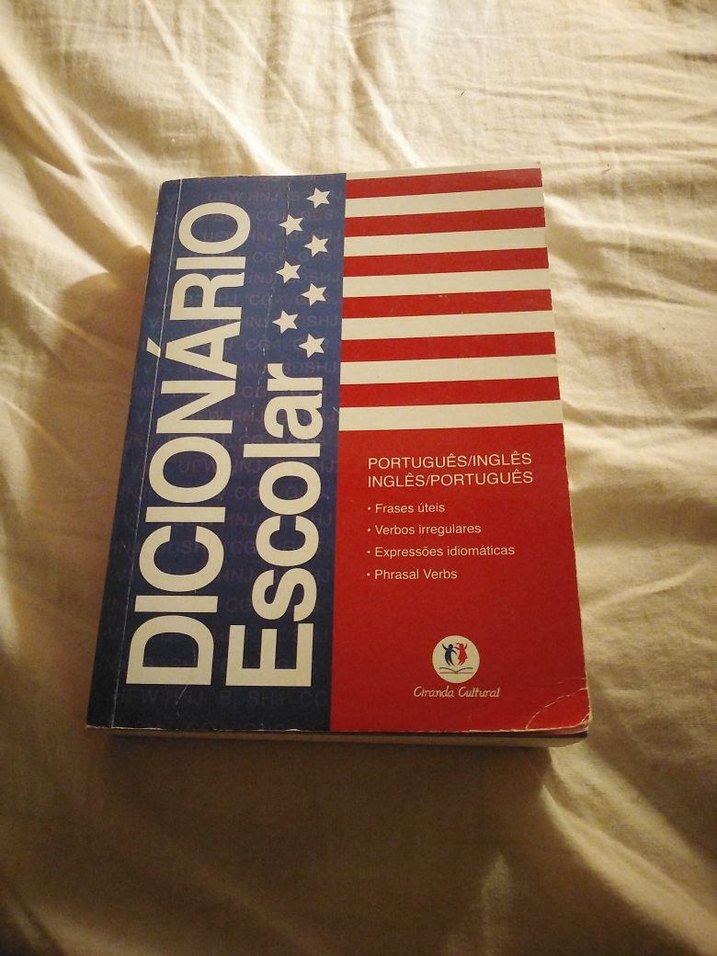 DICIONÁRIO
Escolar
PORTUGUÊS/INGLÊS
INGLÊS/PORTUGUÊS
• Frases úteis
• Verbos irregulares
• Expressões idiomáticas
• Phrasal Verbs
Ciranda Cultural